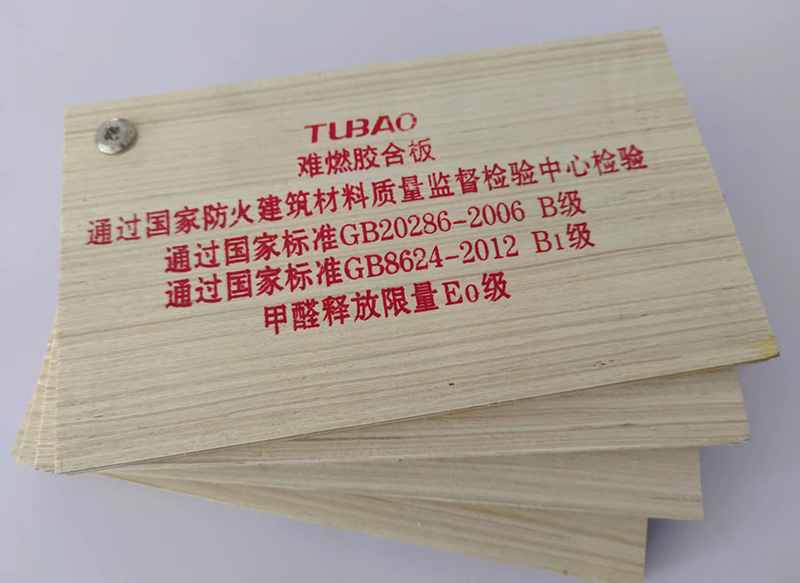 TUBAO
难燃胶合板
通过国家防火建筑材料质量监督检验中心检验
通过国家标准GB20286-2006 B级
通过国家标准GB8624-2012 B1级
甲醛释放限量E0级